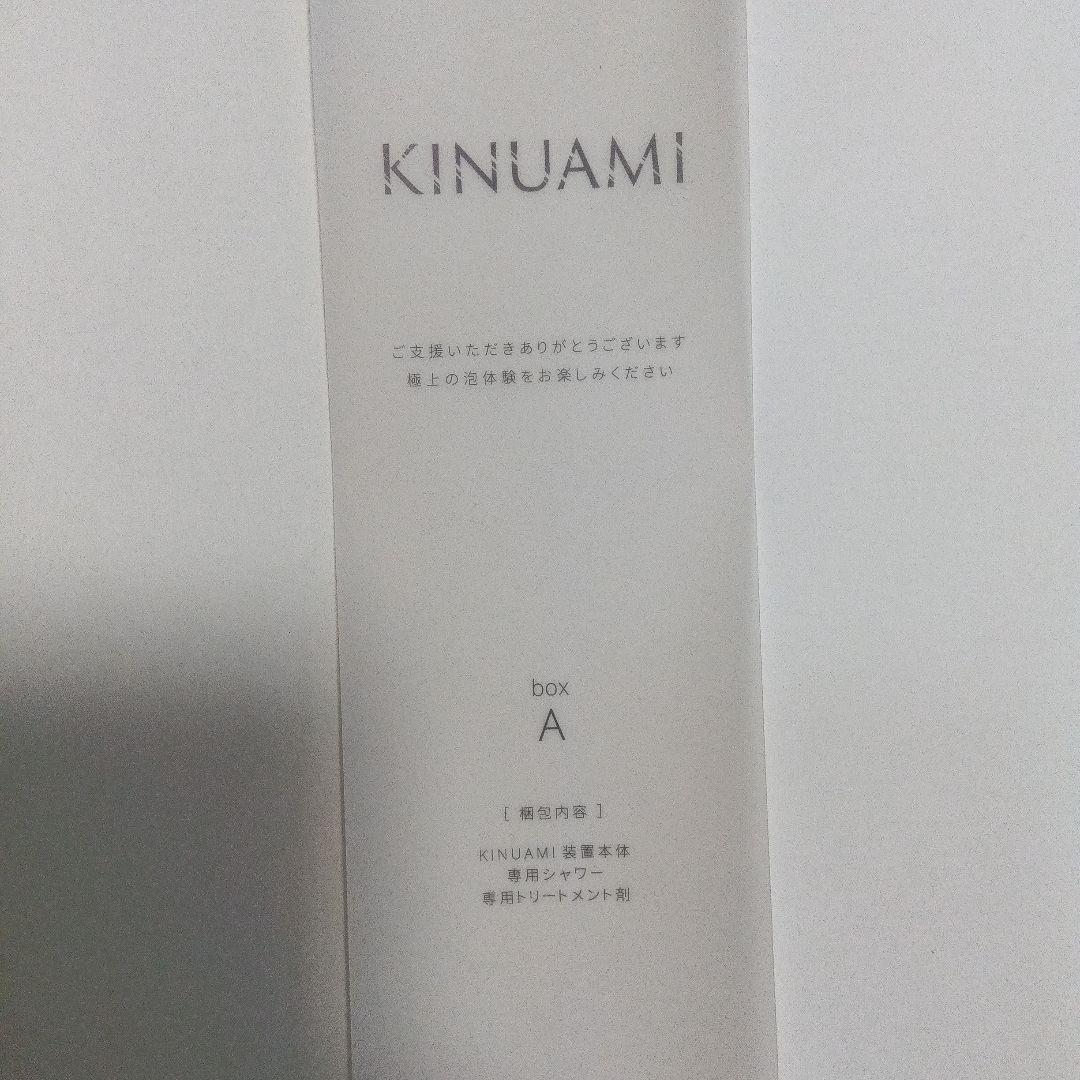 KINUAMI
ご支援いただきありがとうございます
極上の泡体験をお楽しみください
box
A
[ 梱包内容 ]
KINUAMI 装置本体
専用シャワー
専用トリートメント剤